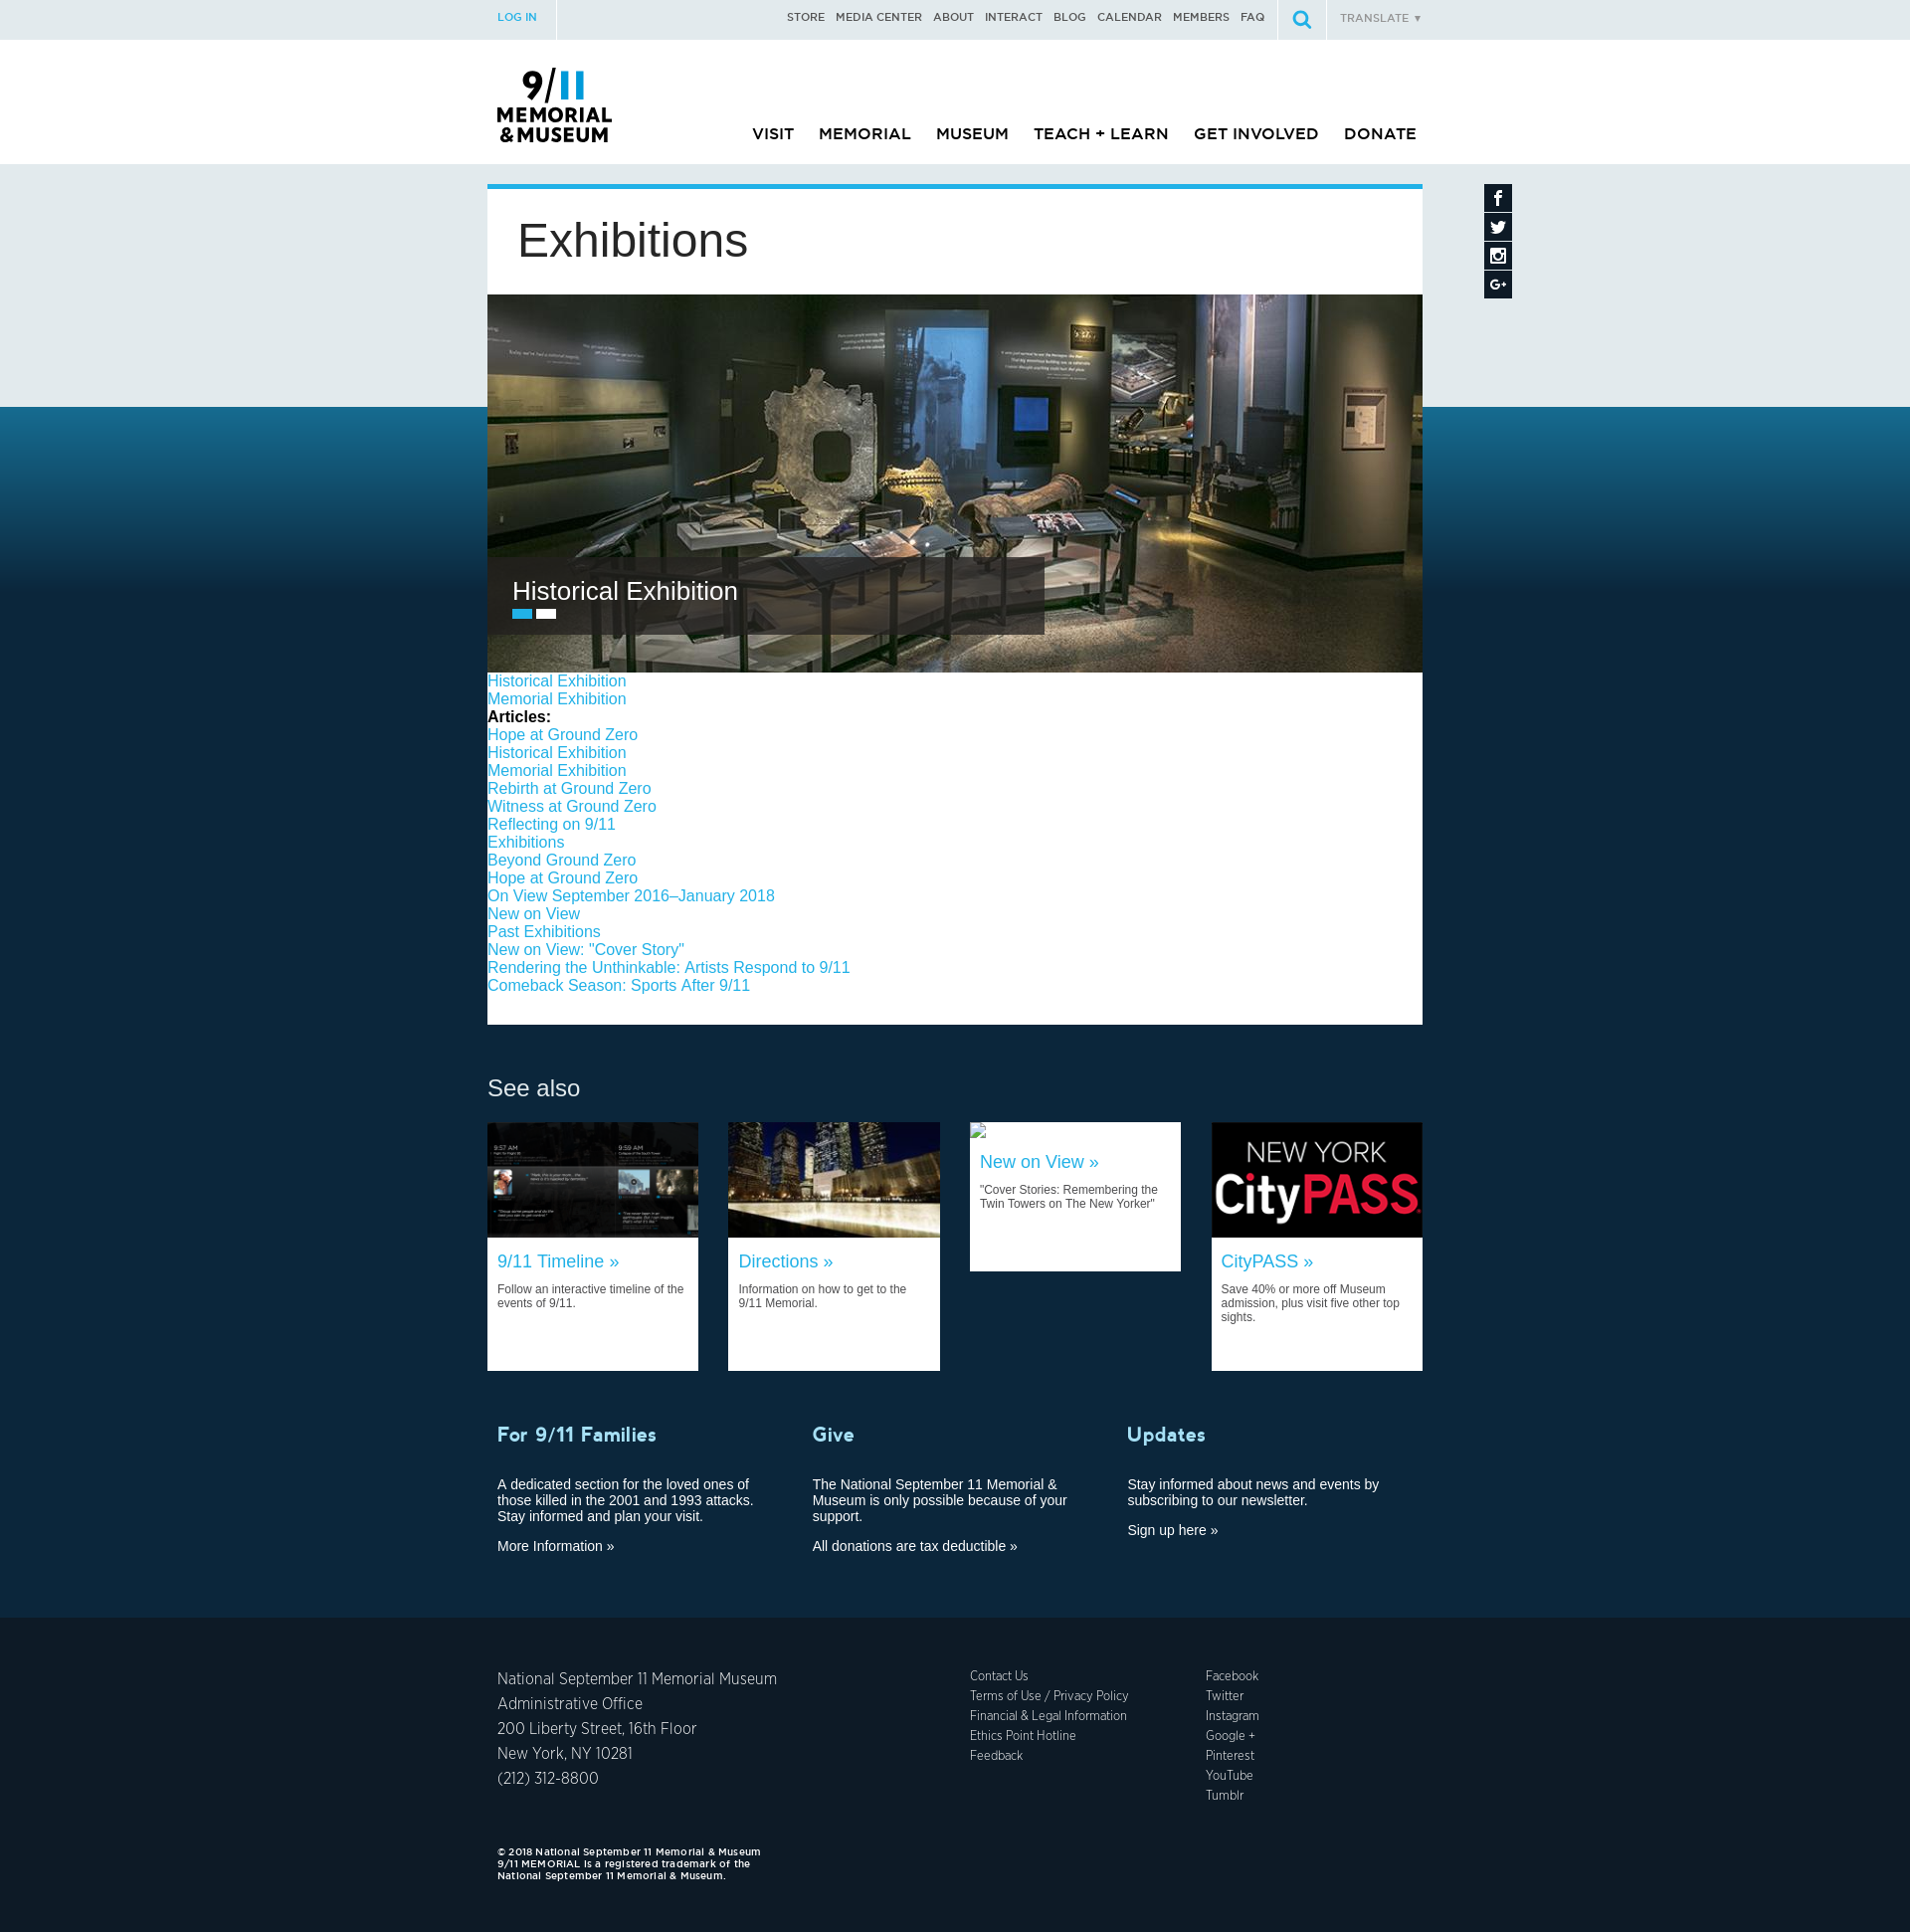 LOG IN
STORE MEDIA CENTER ABOUT INTERACT BLOG CALENDAR MEMBERS FAQ
TRANSLATE ▼
9/11
MEMORIAL
&MUSEUM
VISIT MEMORIAL MUSEUM TEACH + LEARN GET INVOLVED DONATE
Exhibitions
Historical Exhibition
Historical Exhibition
Memorial Exhibition
Articles:
Hope at Ground Zero
Historical Exhibition
Memorial Exhibition
Rebirth at Ground Zero
Witness at Ground Zero
Reflecting on 9/11
Exhibitions
Beyond Ground Zero
Hope at Ground Zero
On View September 2016–January 2018
New on View
Past Exhibitions
New on View: "Cover Story"
Rendering the Unthinkable: Artists Respond to 9/11
Comeback Season: Sports After 9/11
See also
9:57 AM
9:59 AM
9/11 Timeline »
Follow an interactive timeline of the
events of 9/11.
Directions »
Information on how to get to the
9/11 Memorial.
New on View »
"Cover Stories: Remembering the
Twin Towers on The New Yorker"
NEW YORK
CityPASS
CityPASS »
Save 40% or more off Museum
admission, plus visit five other top
sights.
For 9/11 Families
A dedicated section for the loved ones of
those killed in the 2001 and 1993 attacks.
Stay informed and plan your visit.
More Information »
Give
The National September 11 Memorial &
Museum is only possible because of your
support.
All donations are tax deductible »
Updates
Stay informed about news and events by
subscribing to our newsletter.
Sign up here »
National September 11 Memorial Museum
Administrative Office
200 Liberty Street, 16th Floor
New York, NY 10281
(212) 312-8800
Contact Us
Terms of Use / Privacy Policy
Financial & Legal Information
Ethics Point Hotline
Feedback
Facebook
Twitter
Instagram
Google +
Pinterest
YouTube
Tumblr
© 2018 National September 11 Memorial & Museum
9/11 MEMORIAL is a registered trademark of the
National September 11 Memorial & Museum.